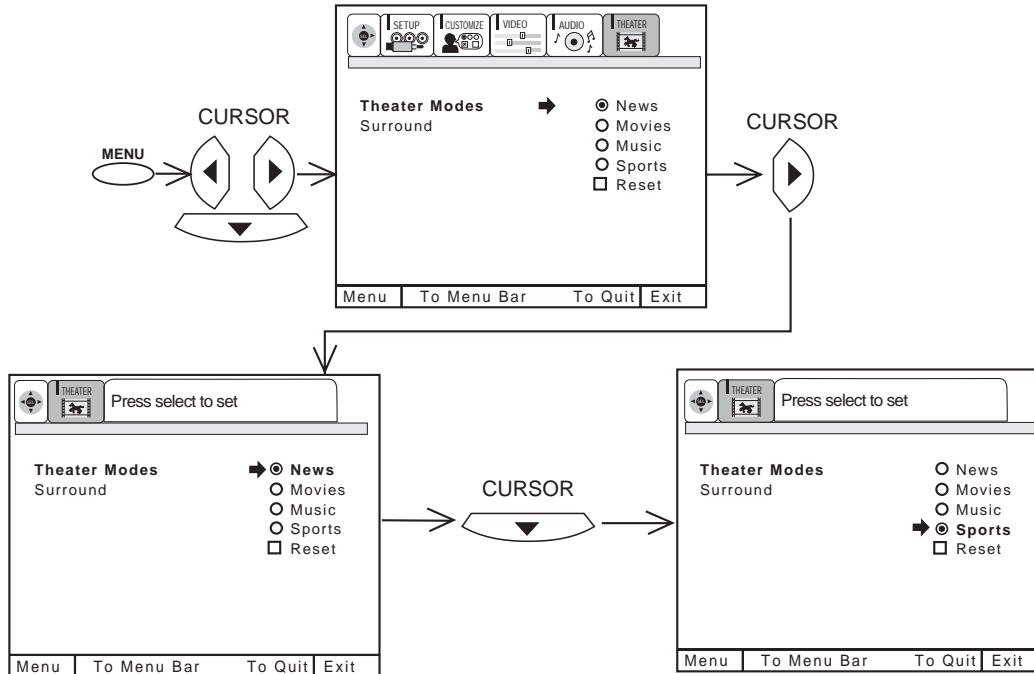 SETUP CUSTOMIZE VIDEO AUDIO THEATER
CURSOR
MENU
Theater Modes News
Surround Movies
Music
Sports
Reset
Menu To Menu Bar To Quit Exit
CURSOR
THEATER Press select to set
Theater Modes News
Surround Movies
Music
Sports
Reset
Menu To Menu Bar To Quit Exit
CURSOR
THEATER Press select to set
Theater Modes News
Surround Movies
Music
Sports
Reset
Menu To Menu Bar To Quit Exit